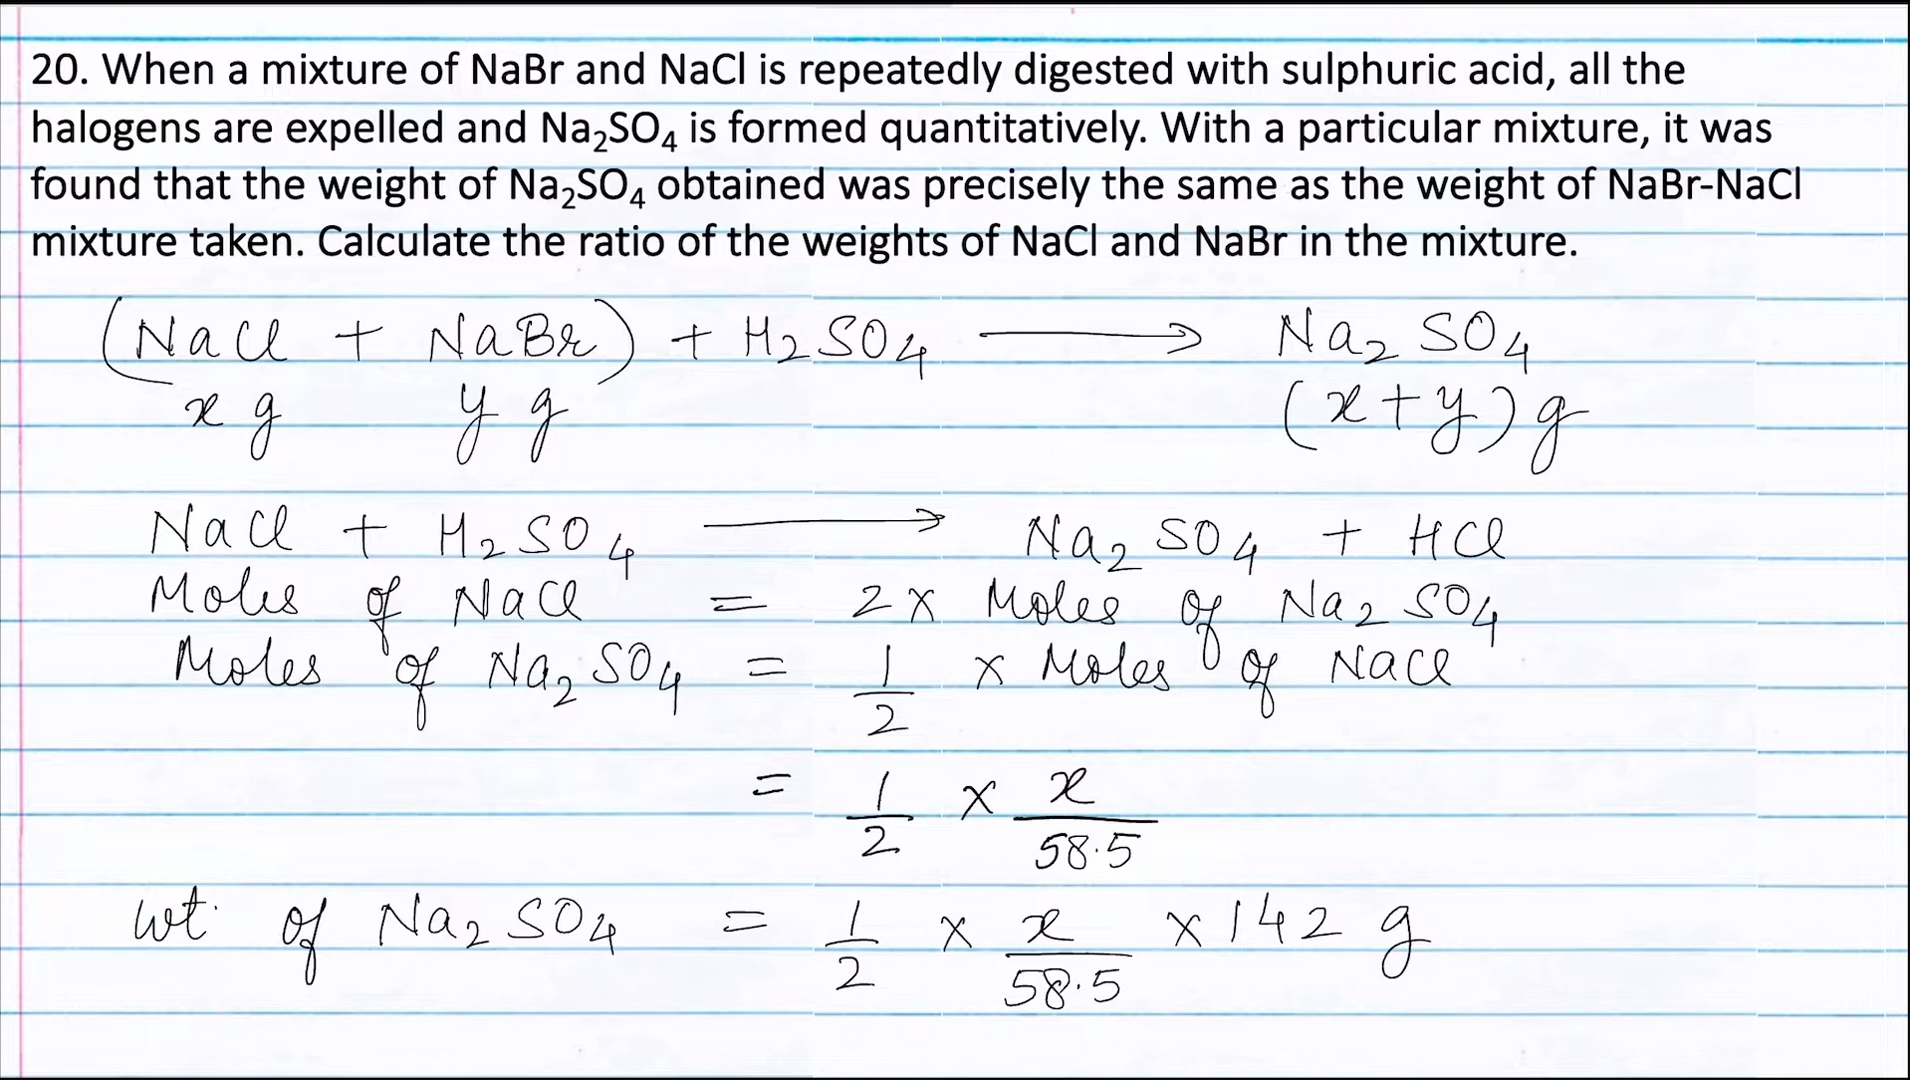 20. When a mixture of NaBr and NaCl is repeatedly digested with sulphuric acid, all the
halogens are expelled and Na₂SO₄ is formed quantitatively. With a particular mixture, it was
found that the weight of Na₂SO₄ obtained was precisely the same as the weight of NaBr-NaCl
mixture taken. Calculate the ratio of the weights of NaCl and NaBr in the mixture.
(NaCl + NaBr) + H₂SO₄ ⟶ Na₂SO₄
x g y g (x+y) g
NaCl + H₂SO₄ ⟶ Na₂SO₄ + HCl
Moles of NaCl = 2 x Moles of Na₂SO₄
Moles of Na₂SO₄ = 1/2 x Moles of NaCl
= 1/2 x x/58.5
wt. of Na₂SO₄ = 1/2 x x/58.5 x 142 g